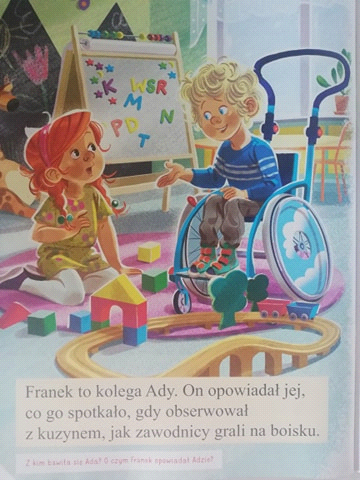 K WSR
M
P D N
T
Franek to kolega Ady. On opowiadał jej,
co go spotkało, gdy obserwował
z kuzynem, jak zawodnicy grali na boisku.
Z kim bawiła się Ada? O czym Franek opowiadał Adzie?